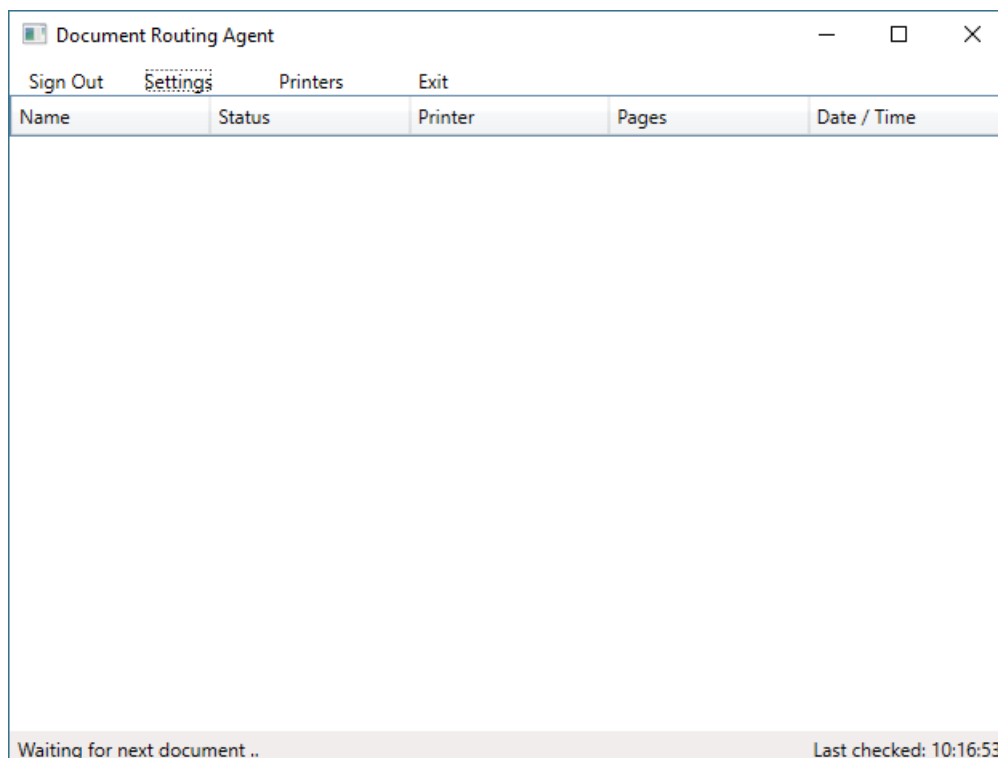 Document Routing Agent
Sign Out Settings Printers Exit
Name Status Printer Pages Date / Time
Waiting for next document .. Last checked: 10:16:53